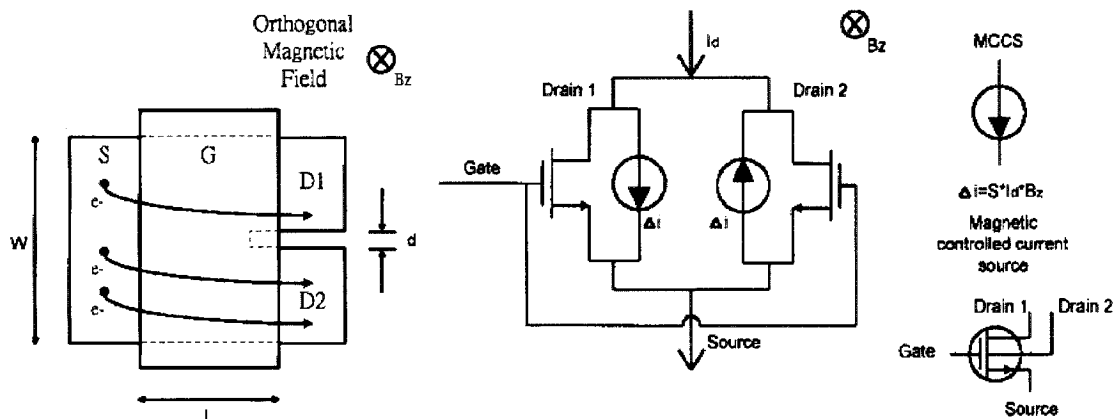 Orthogonal
Magnetic
Field
Bz
S
G
D1
e-
W
d
e-
D2
e-
L
Id
Bz
Drain 1
Drain 2
Gate
Δi
Δi
Source
MCCS
Δi=S*Id*Bz
Magnetic
controlled current
source
Drain 1
Drain 2
Gate
Source